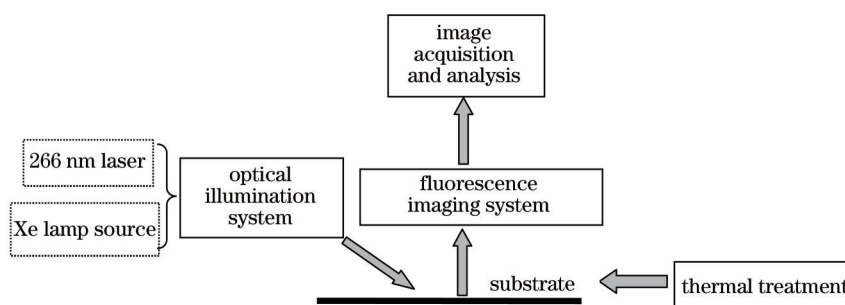 image
acquisition
and analysis
266 nm laser
Xe lamp source
optical
illumination
system
fluorescence
imaging system
substrate
thermal treatment